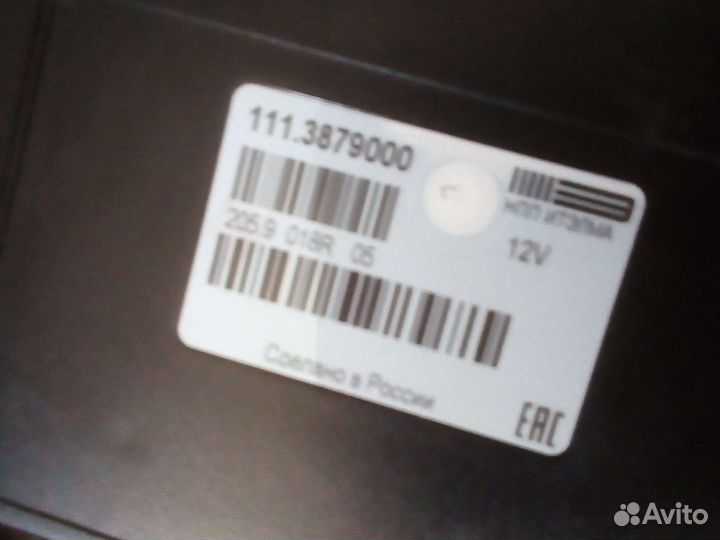 111.3879000
НПП ИТЭЛМА
205.9 018R 05
12V
Сделано в России
EAC
Avito